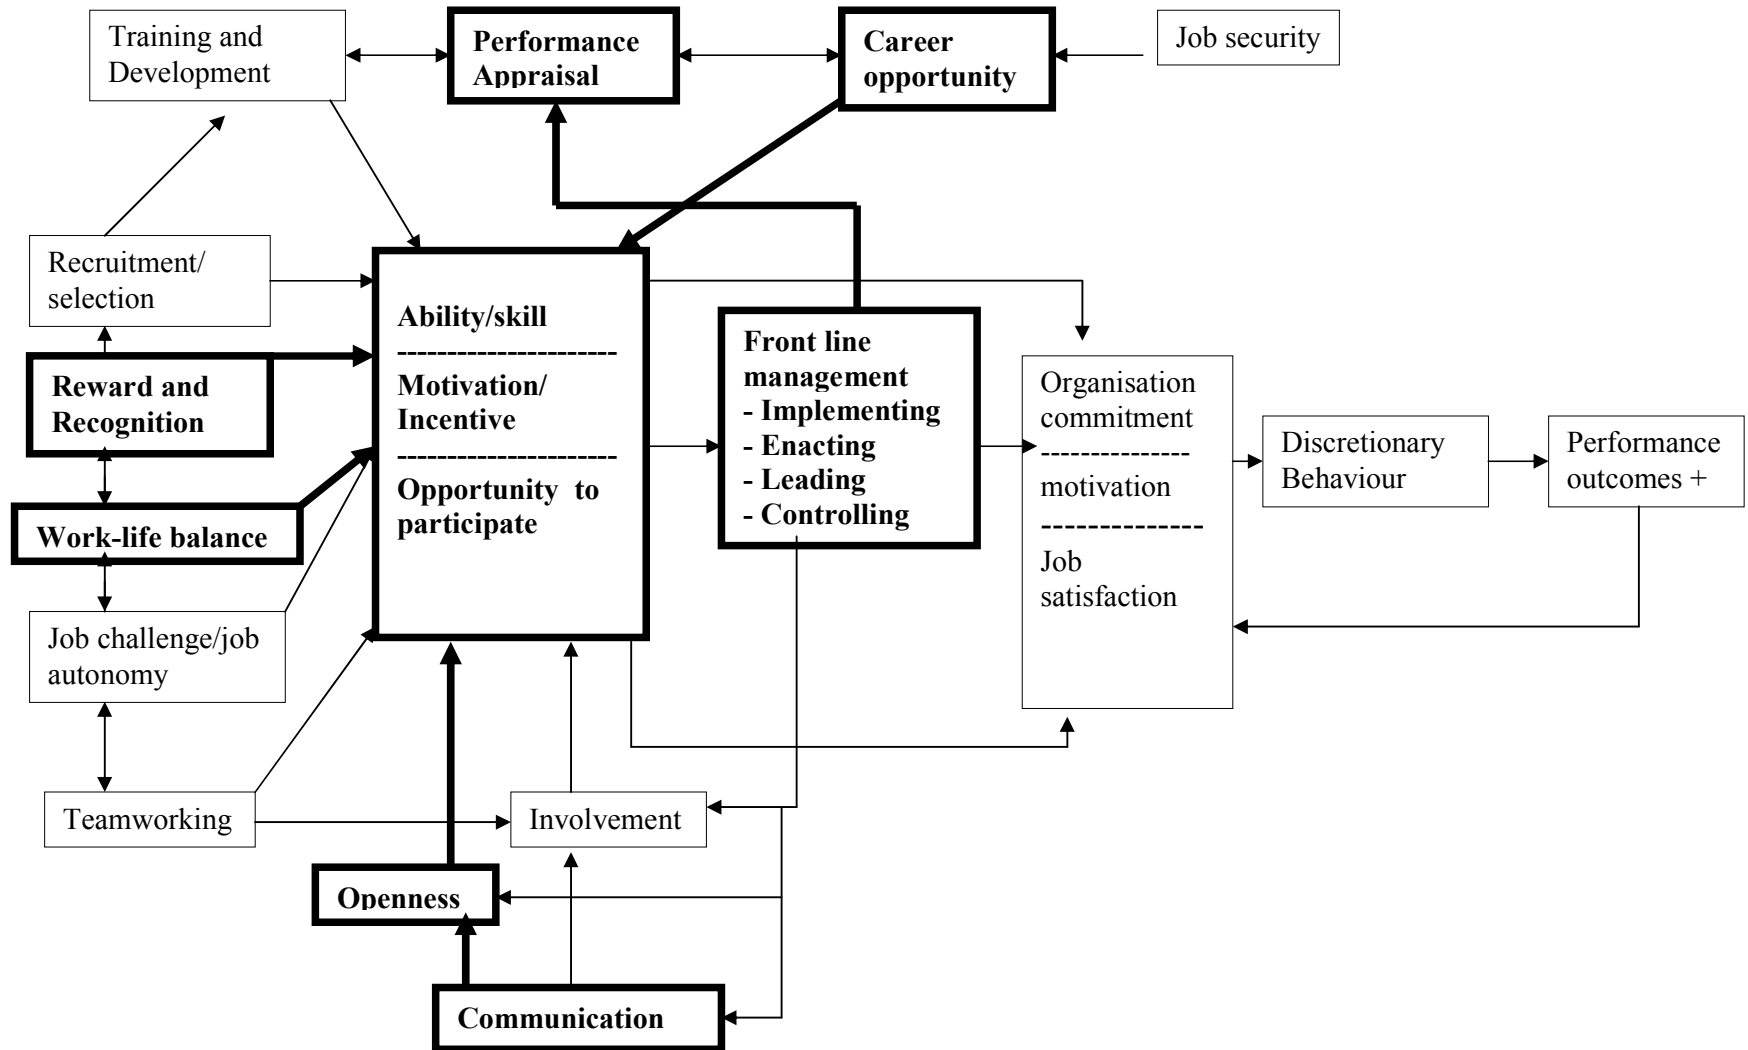 Training and
Development
Performance
Appraisal
Career
opportunity
Job security
Recruitment/
selection
Reward and
Recognition
Work-life balance
Job challenge/job
autonomy
Teamworking
Ability/skill
----------------------
Motivation/
Incentive
----------------------
Opportunity to
participate
Front line
management
- Implementing
- Enacting
- Leading
- Controlling
Organisation
commitment
---------------
motivation
--------------
Job
satisfaction
Discretionary
Behaviour
Performance
outcomes +
Involvement
Openness
Communication